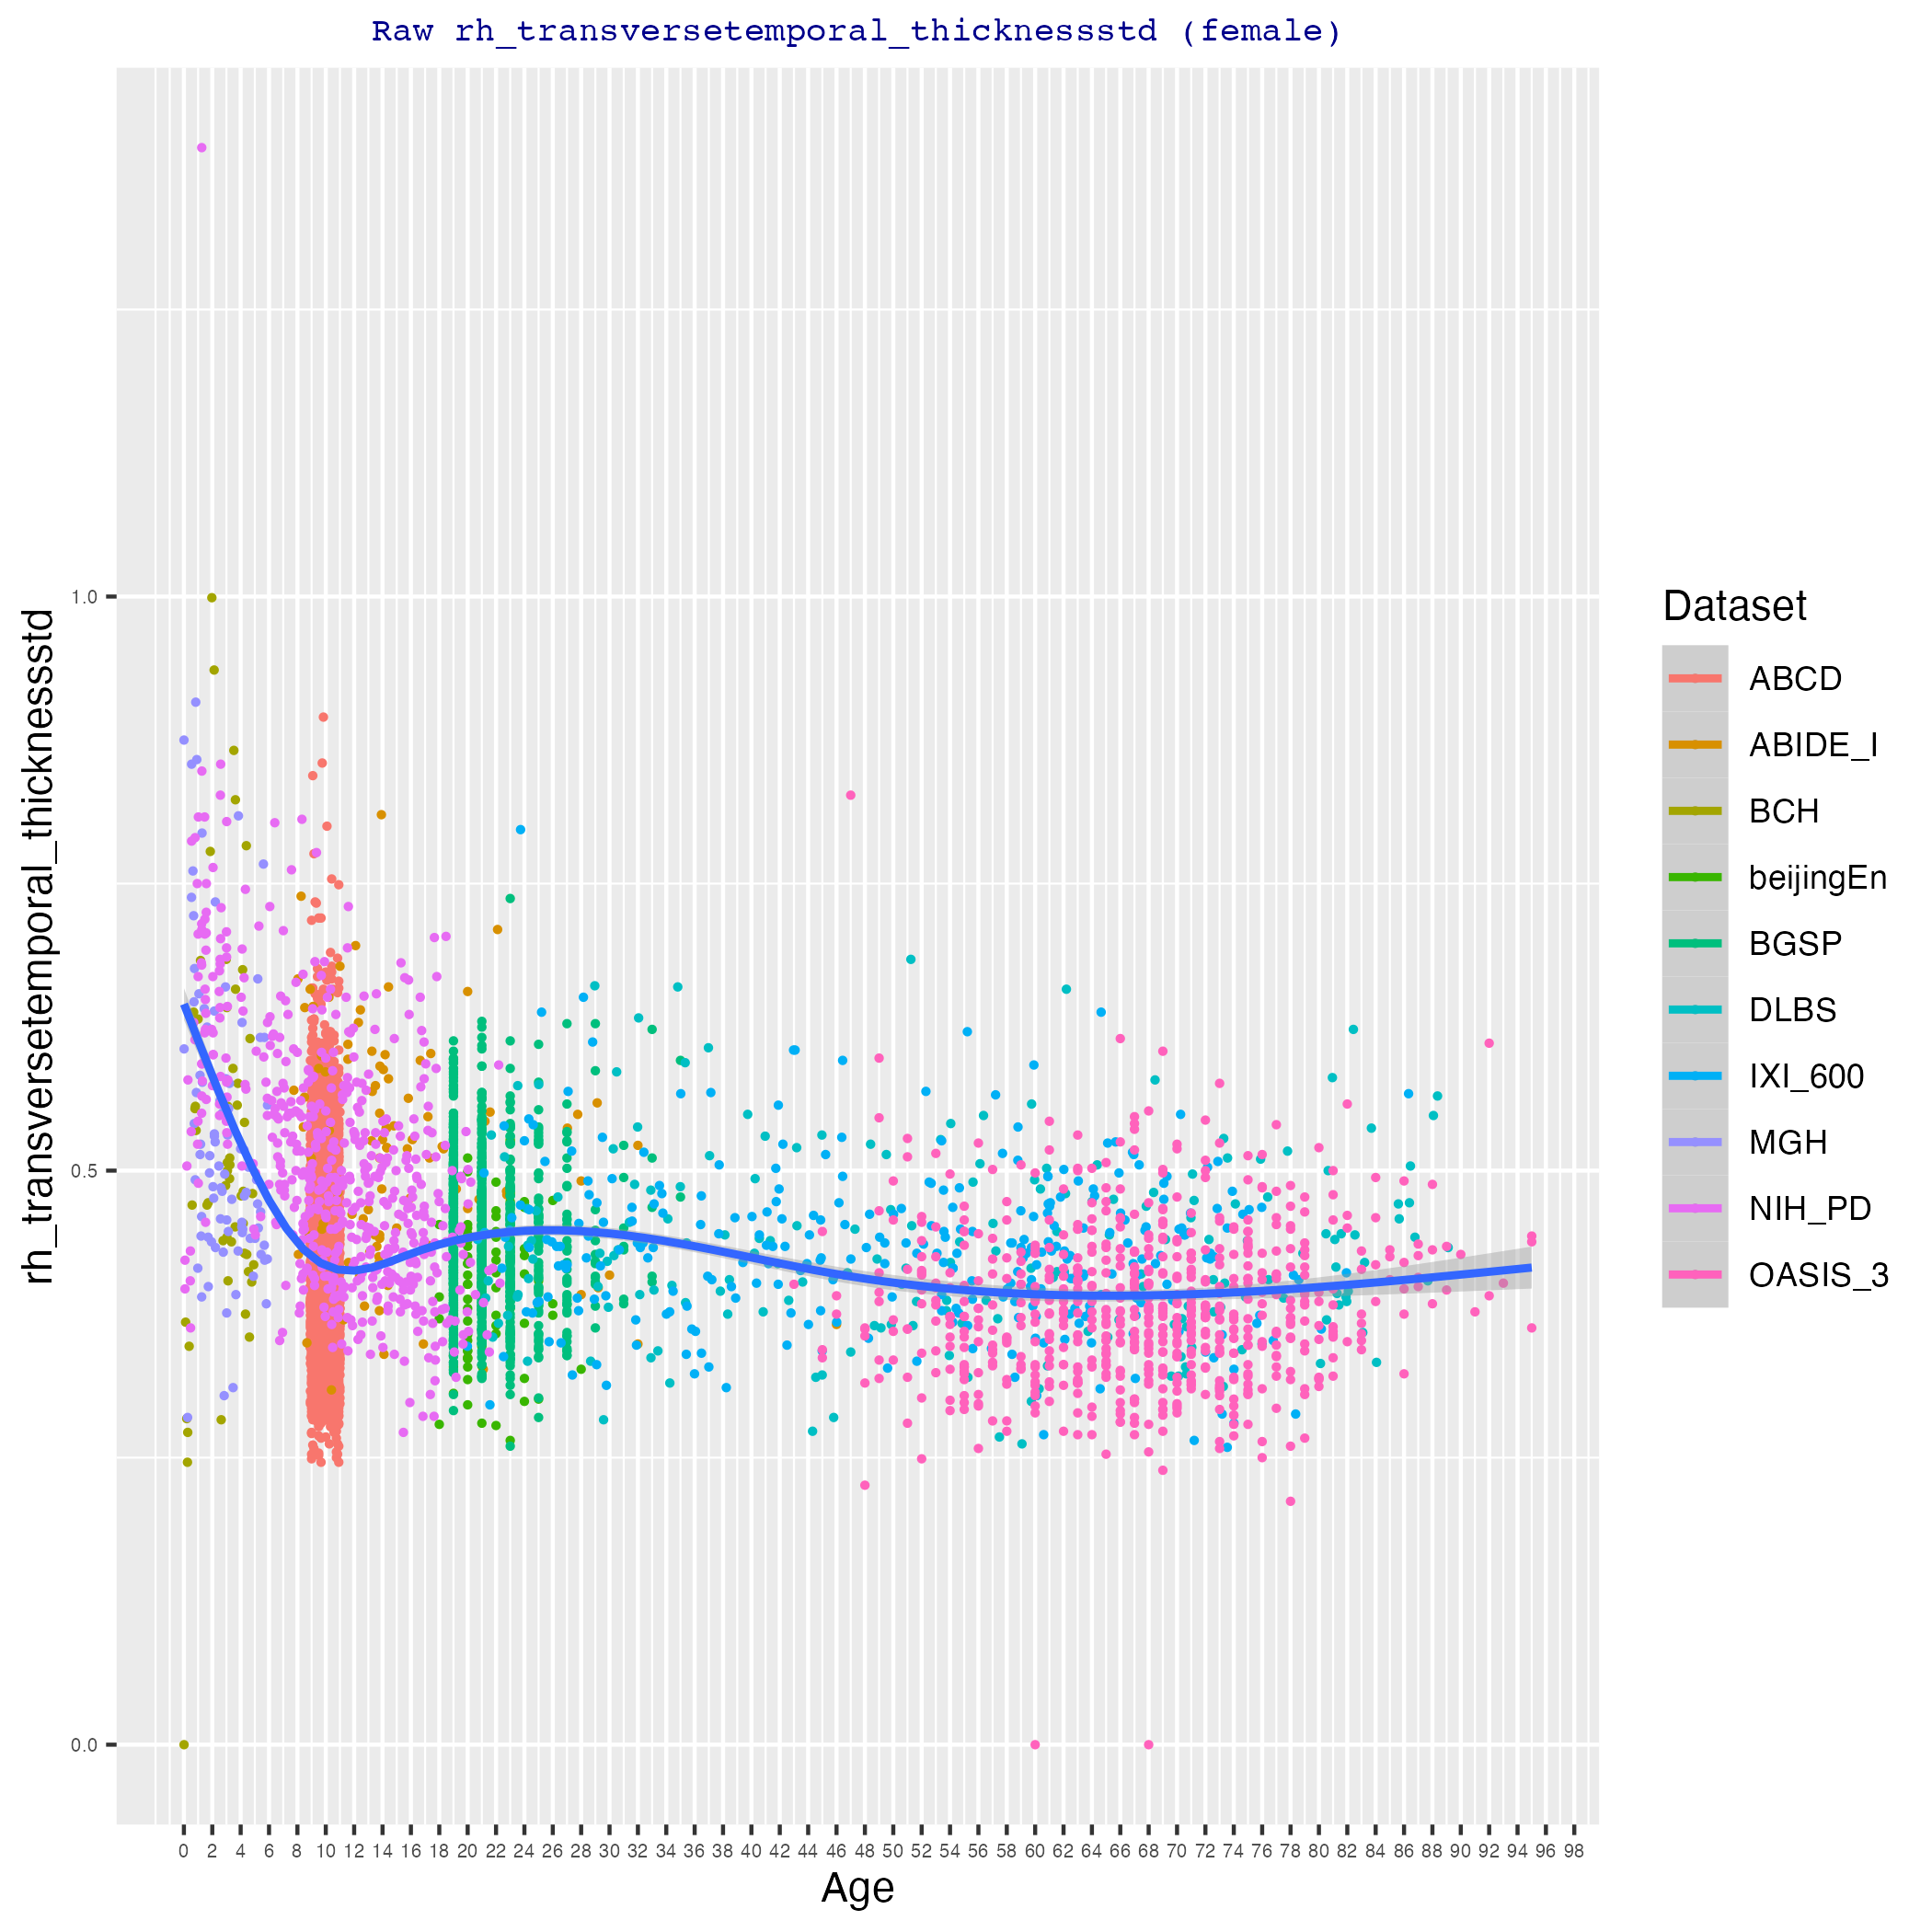 Raw rh_transversetemporal_thicknessstd (female)
rh_transversetemporal_thicknessstd
1.0
0.5
0.0
0 2 4 6 8 10 12 14 16 18 20 22 24 26 28 30 32 34 36 38 40 42 44 46 48 50 52 54 56 58 60 62 64 66 68 70 72 74 76 78 80 82 84 86 88 90 92 94 96 98
Age
Dataset
ABCD
ABIDE_I
BCH
beijingEn
BGSP
DLBS
IXI_600
MGH
NIH_PD
OASIS_3